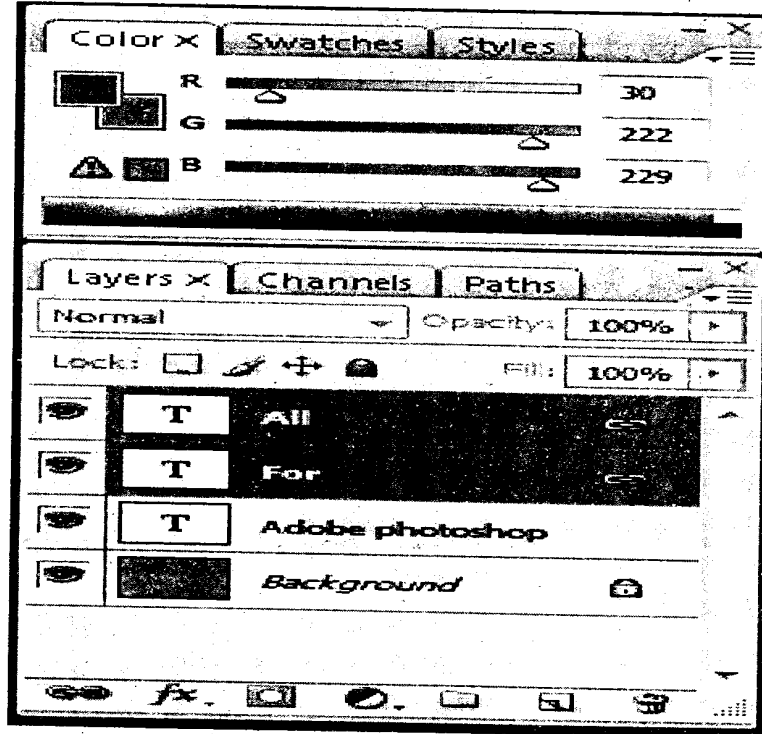 Color × Swatches Styles
R 30
G 222
B 229
Layers × Channels Paths
Normal Opacity: 100%
Lock: Fill: 100%
T All
T For
T Adobe photoshop
Background
fx.